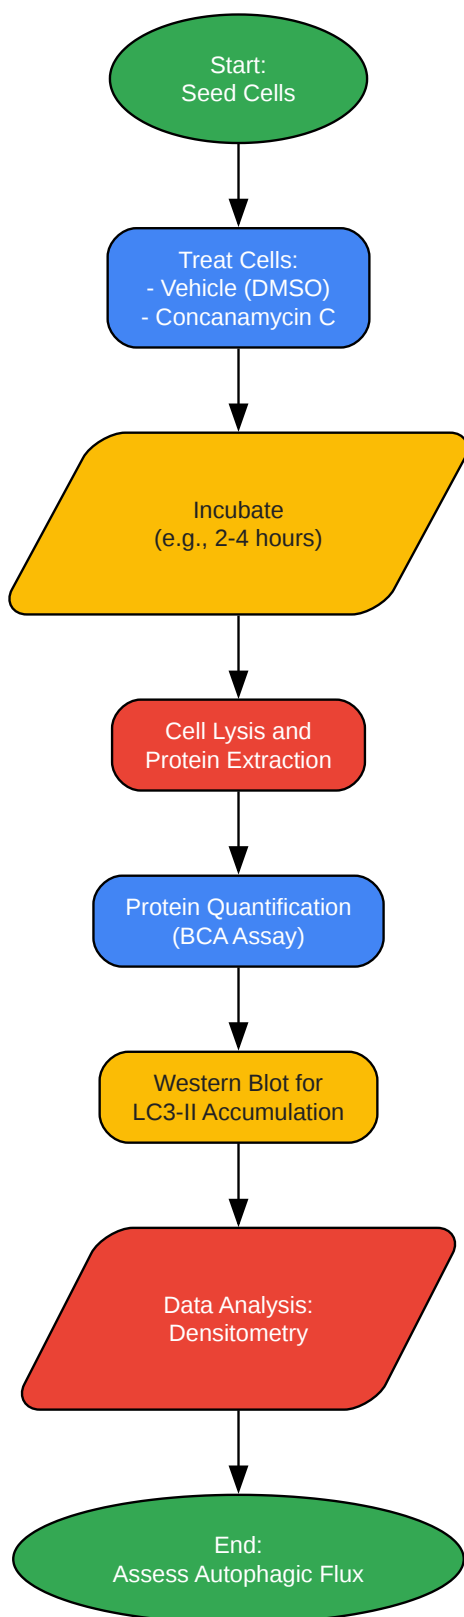 Start:
Seed Cells
Treat Cells:
- Vehicle (DMSO)
- Concanamycin C
Incubate
(e.g., 2-4 hours)
Cell Lysis and
Protein Extraction
Protein Quantification
(BCA Assay)
Western Blot for
LC3-II Accumulation
Data Analysis:
Densitometry
End:
Assess Autophagic Flux